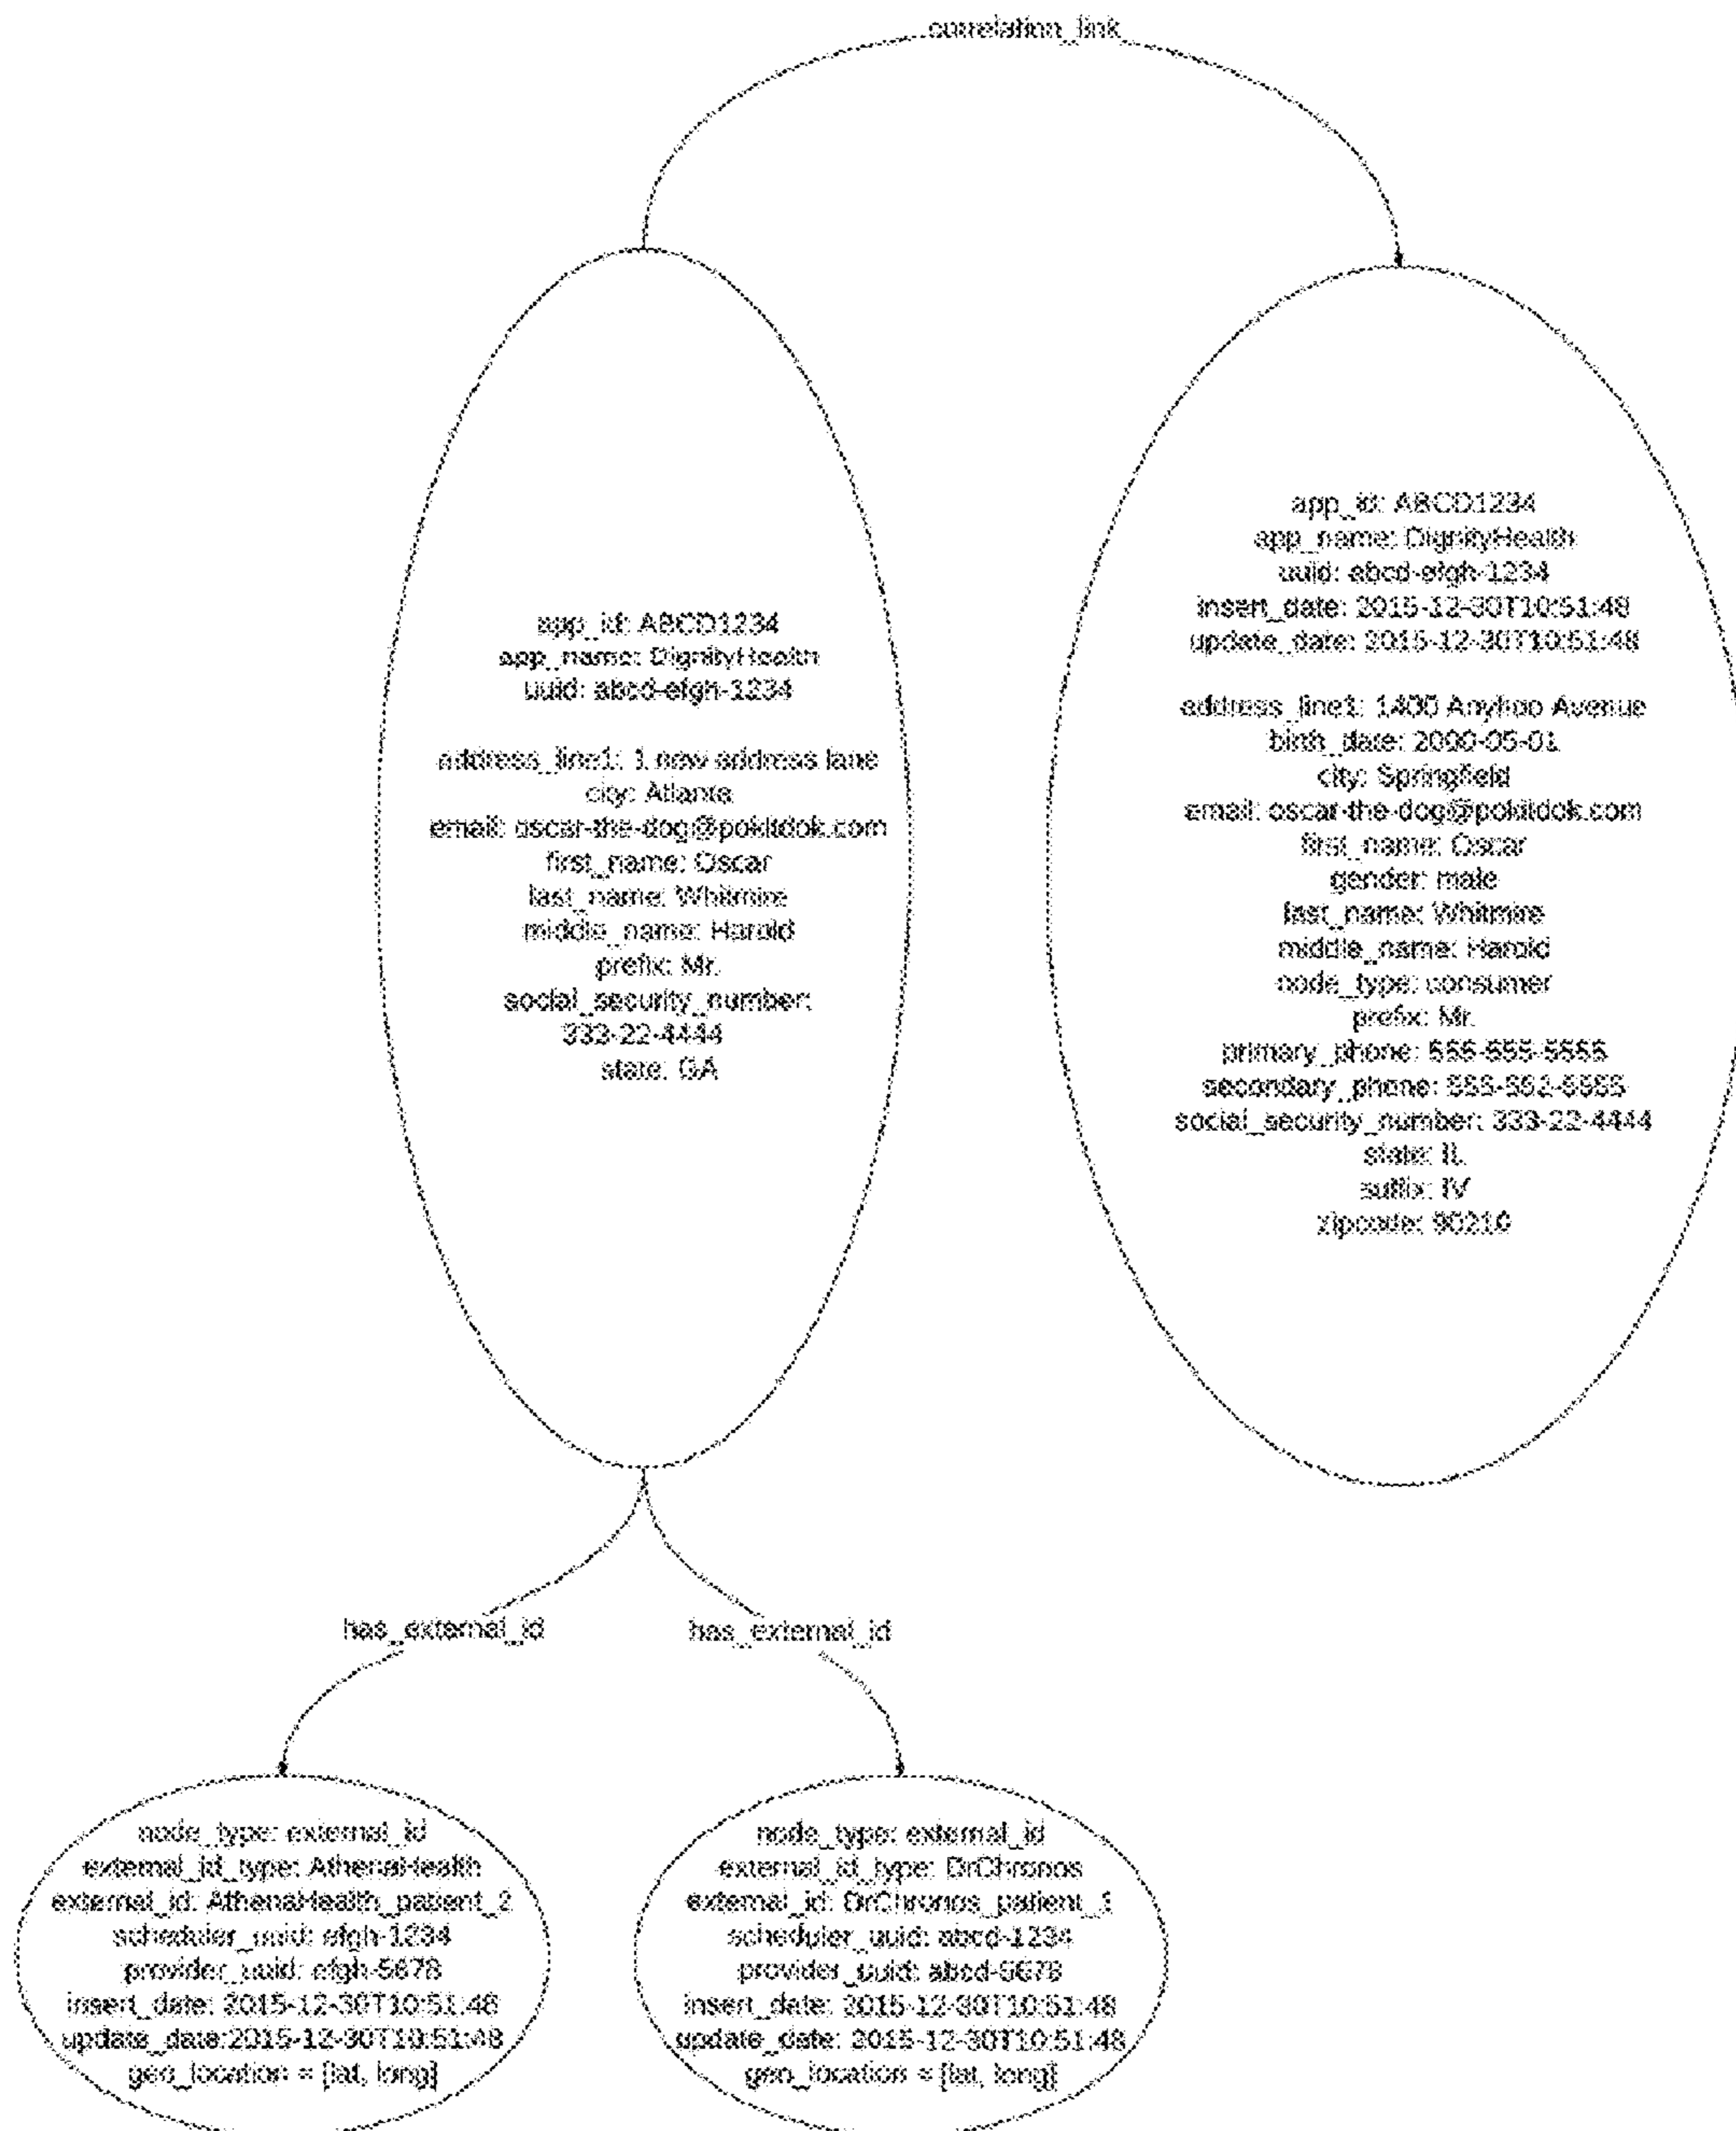 correlation_link
app_id: ABCD1234
app_name: DignityHealth
uuid: abcd-efgh-1234
address_line1: 1 new address lane
city: Atlanta
email: oscar-the-dog@pokitdok.com
first_name: Oscar
last_name: Whitmire
middle_name: Harold
prefix: Mr.
social_security_number:
333-22-4444
state: GA
app_id: ABCD1234
app_name: DignityHealth
uuid: abcd-efgh-1234
insert_date: 2015-12-30T10:51:48
update_date: 2015-12-30T10:51:48
address_line1: 1400 Anyhoo Avenue
birth_date: 2000-05-01
city: Springfield
email: oscar-the-dog@pokitdok.com
first_name: Oscar
gender: male
last_name: Whitmire
middle_name: Harold
node_type: consumer
prefix: Mr.
primary_phone: 555-555-5555
secondary_phone: 555-552-5555
social_security_number: 333-22-4444
state: IL
suffix: IV
zipcode: 90210
has_external_id
has_external_id
node_type: external_id
external_id_type: AthenaHealth
external_id: AthenaHealth_patient_2
scheduler_uuid: efgh-1234
provider_uuid: efgh-5678
insert_date: 2015-12-30T10:51:48
update_date:2015-12-30T10:51:48
geo_location = [lat, long]
node_type: external_id
external_id_type: DrChronos
external_id: DrChronos_patient_1
scheduler_uuid: abcd-1234
provider_uuid: abcd-5678
insert_date: 2015-12-30T10:51:48
update_date: 2015-12-30T10:51:48
geo_location = [lat, long]